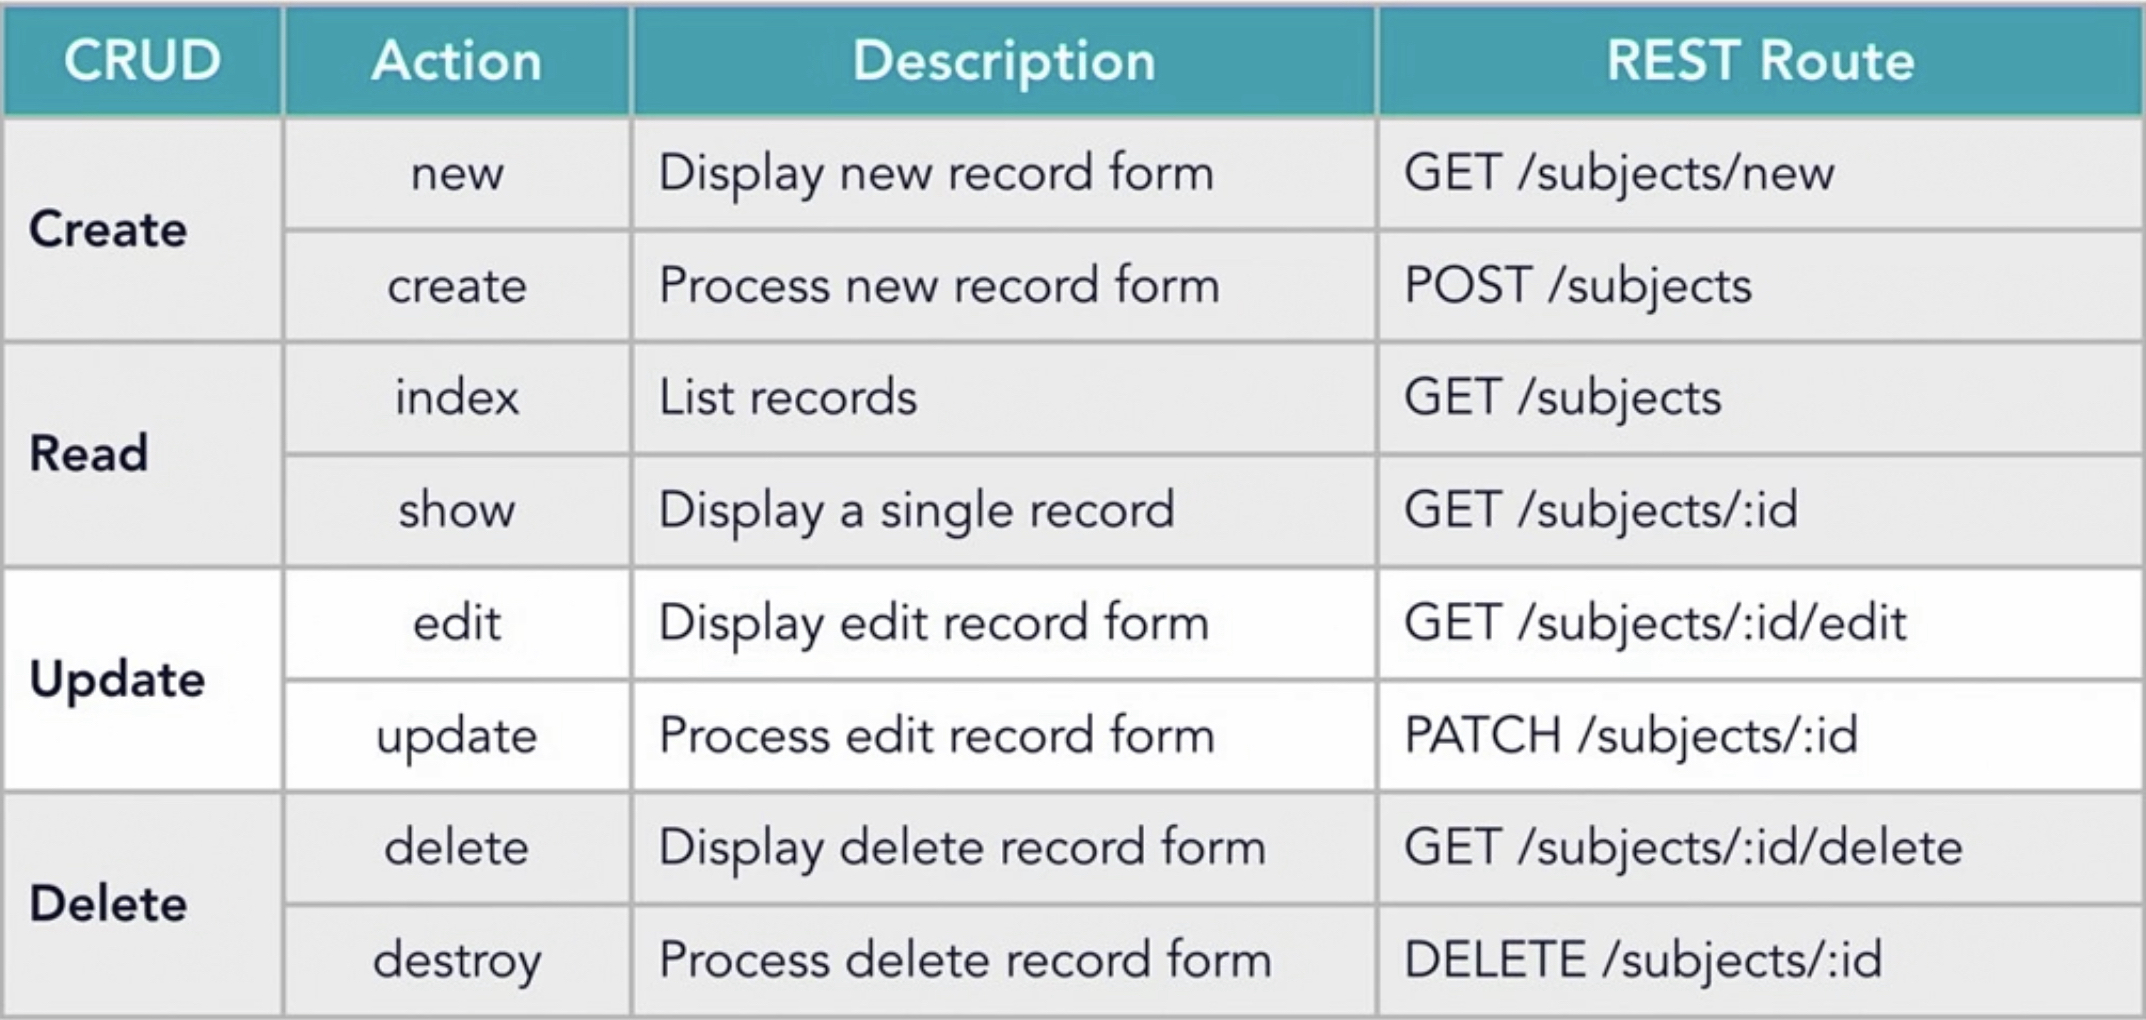 CRUD Action Description REST Route
Create
new Display new record form GET /subjects/new
create Process new record form POST /subjects
Read
index List records GET /subjects
show Display a single record GET /subjects/:id
Update
edit Display edit record form GET /subjects/:id/edit
update Process edit record form PATCH /subjects/:id
Delete
delete Display delete record form GET /subjects/:id/delete
destroy Process delete record form DELETE /subjects/:id